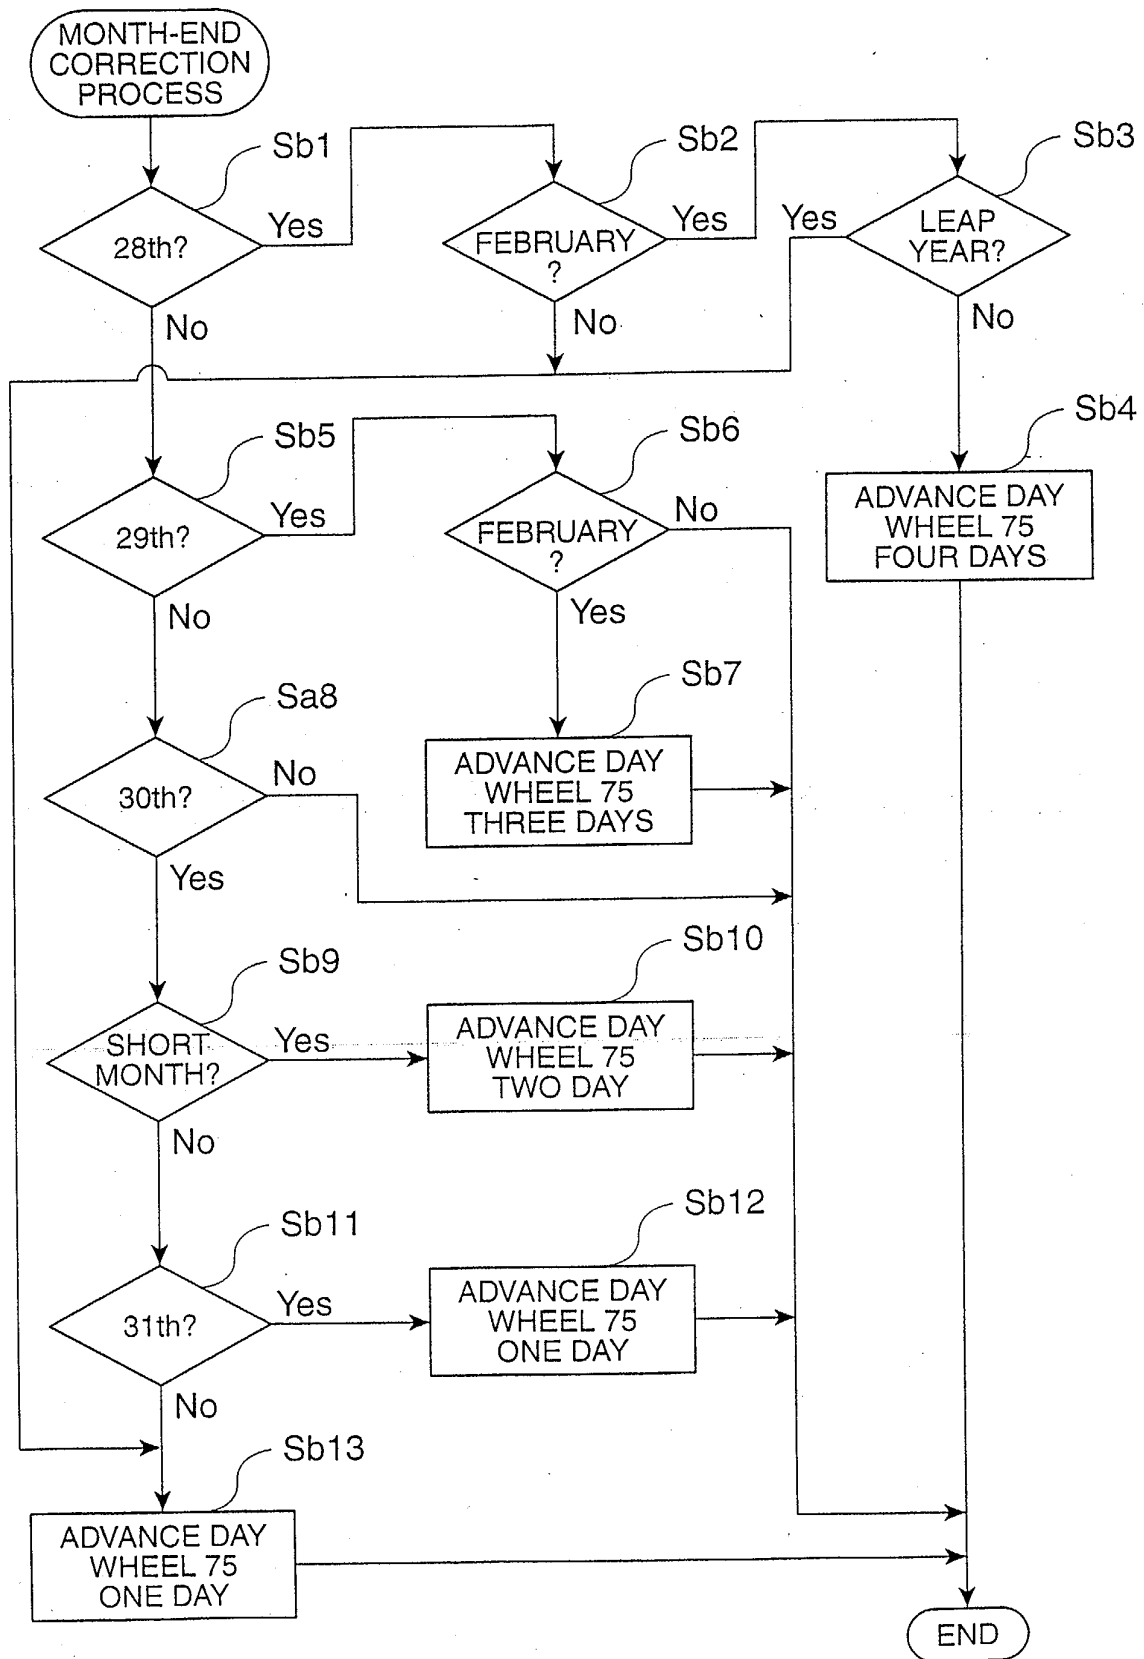 MONTH-END
CORRECTION
PROCESS
Sb1
28th?
Yes
No
Sb2
FEBRUARY
?
Yes
No
Sb3
LEAP
YEAR?
Yes
No
Sb4
ADVANCE DAY
WHEEL 75
FOUR DAYS
Sb5
29th?
Yes
No
Sb6
FEBRUARY
?
No
Yes
Sb7
ADVANCE DAY
WHEEL 75
THREE DAYS
Sa8
30th?
No
Yes
Sb9
SHORT
MONTH?
Yes
No
Sb10
ADVANCE DAY
WHEEL 75
TWO DAY
Sb11
31th?
Yes
No
Sb12
ADVANCE DAY
WHEEL 75
ONE DAY
Sb13
ADVANCE DAY
WHEEL 75
ONE DAY
END